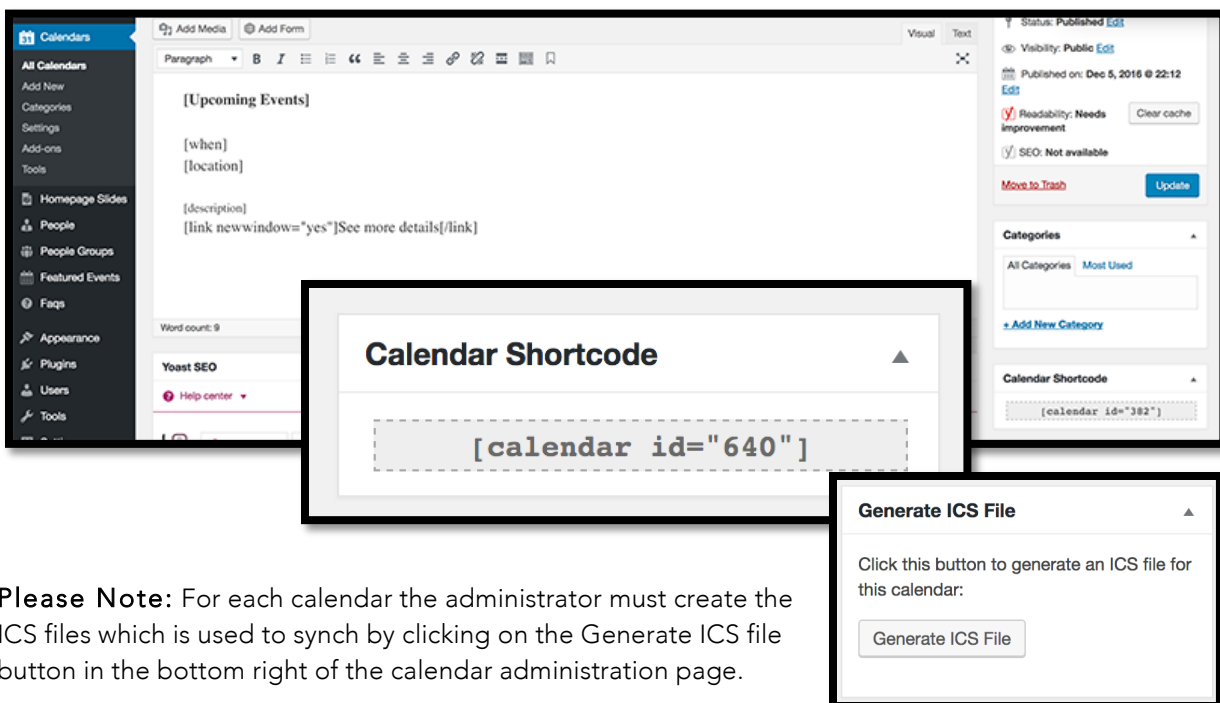 Calendars
All Calendars
Add New
Categories
Settings
Add-ons
Tools
Homepage Slides
People
People Groups
Featured Events
Faqs
Appearance
Plugins
Users
Tools
Add Media
Add Form
Visual
Text
Paragraph
B I
[Upcoming Events]
[when]
[location]
[description]
[link newwindow="yes"]See more details[/link]
Word count: 9
Yoast SEO
Help center
Status: Published Edit
Visibility: Public Edit
Published on: Dec 5, 2016 @ 22:12
Edit
Readability: Needs
improvement
Clear cache
SEO: Not available
Move to Trash
Update
Categories
All Categories
Most Used
+ Add New Category
Calendar Shortcode
[calendar id="382"]
Calendar Shortcode
[calendar id="640"]
Generate ICS File
Click this button to generate an ICS file for
this calendar:
Generate ICS File
Please Note: For each calendar the administrator must create the
ICS files which is used to synch by clicking on the Generate ICS file
button in the bottom right of the calendar administration page.